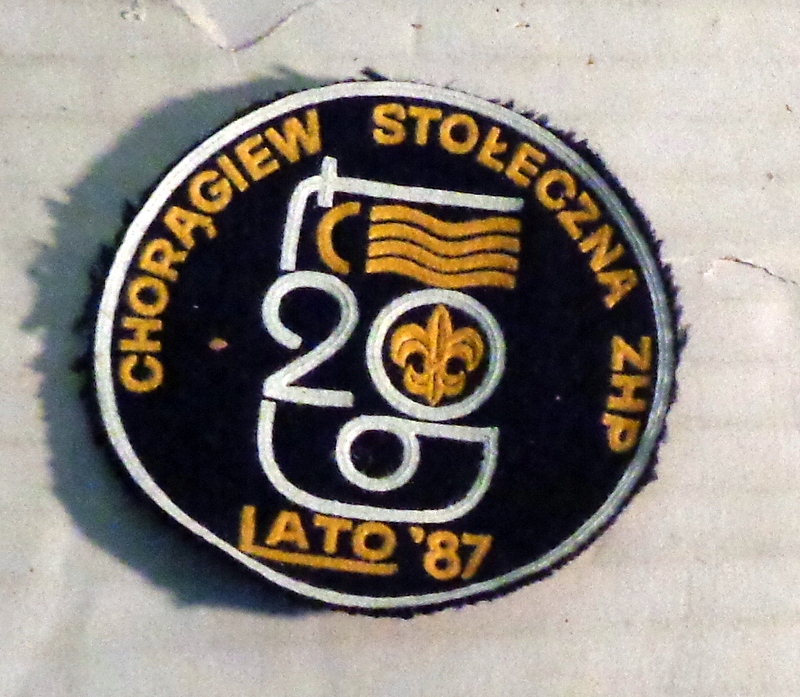 CHORĄGIEW STOŁECZNA ZHP
20
LATO '87